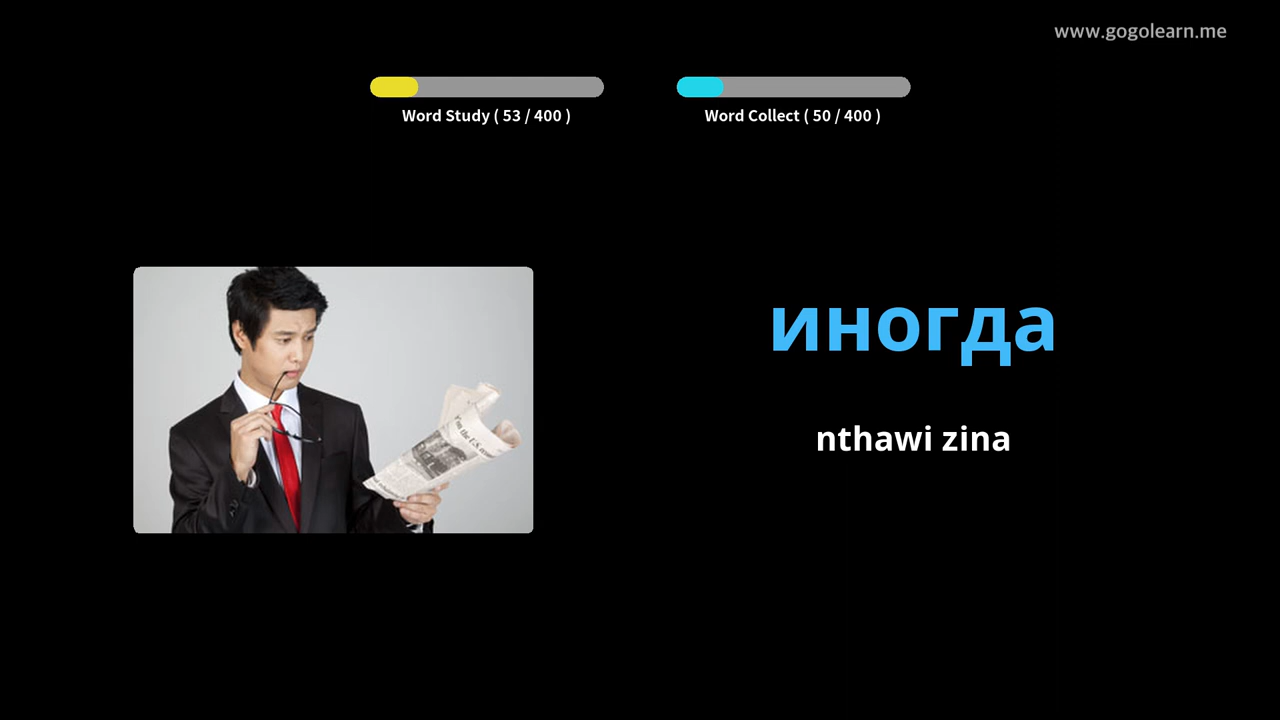 www.gogolearn.me
Word Study ( 53 / 400 )
Word Collect ( 50 / 400 )
иногда
nthawi zina